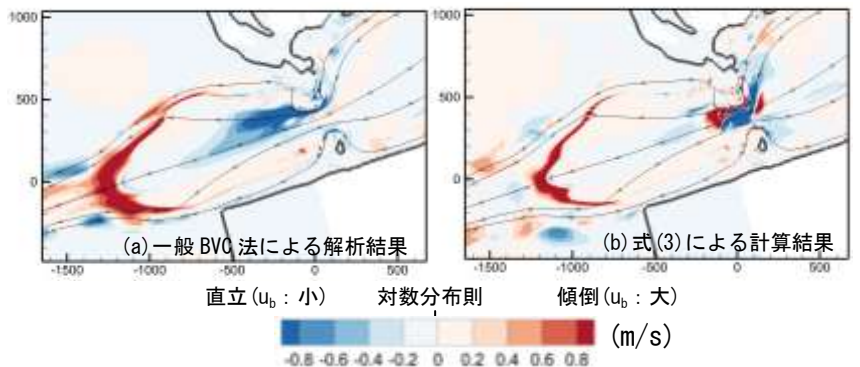 1000
500
0
(a)一般 BVC 法による解析結果
-1500 -1000 -500 0 500
1000
500
0
(b)式(3)による計算結果
-1500 -1000 -500 0 500
直立(u_b：小) 対数分布則 傾倒(u_b：大)
-0.8 -0.6 -0.4 -0.2 0 0.2 0.4 0.6 0.8 (m/s)